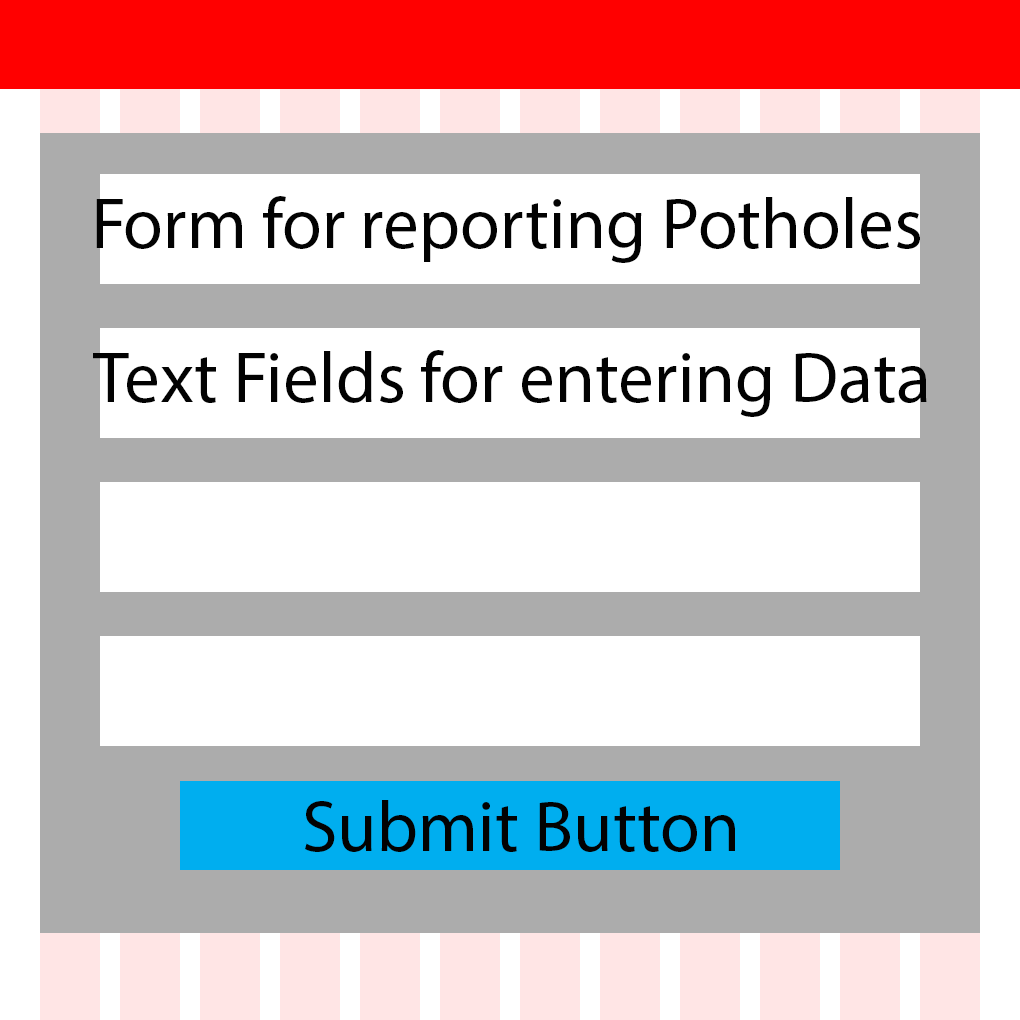 Form for reporting Potholes
Text Fields for entering Data
Submit Button